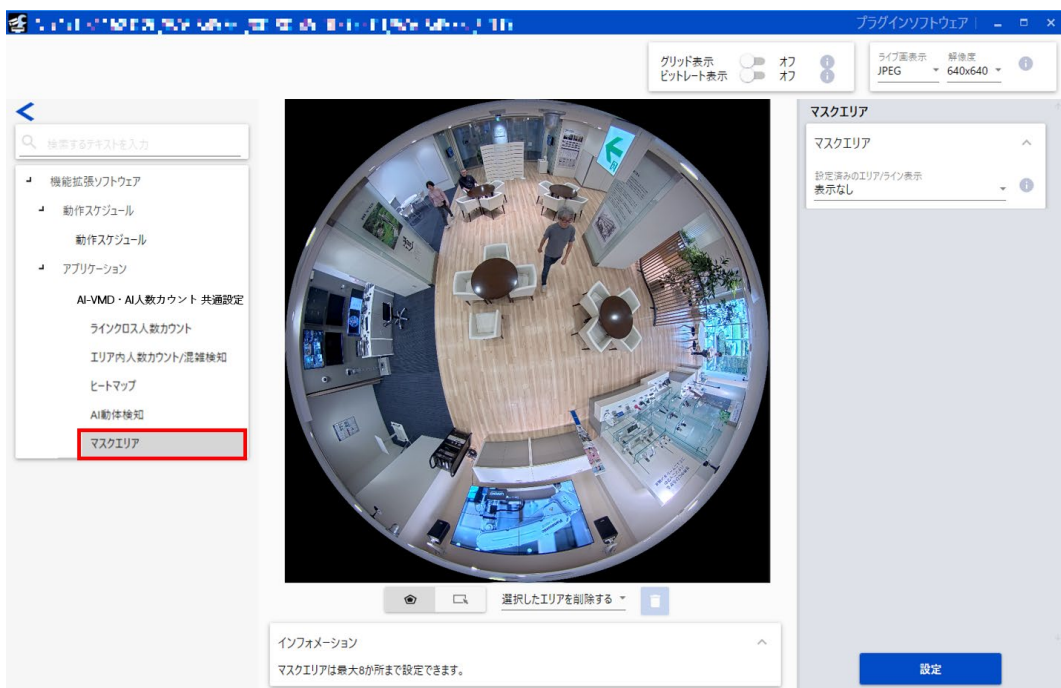 プラグインソフトウェア
グリッド表示 オフ
ビットレート表示 オフ
ライブ画表示 解像度
JPEG 640x640
検索するテキストを入力
機能拡張ソフトウェア
動作スケジュール
動作スケジュール
アプリケーション
AI-VMD・AI人数カウント 共通設定
ラインクロス人数カウント
エリア内人数カウント/混雑検知
ヒートマップ
AI動体検知
マスクエリア
マスクエリア
マスクエリア
設定済みのエリア/ライン表示
表示なし
選択したエリアを削除する
インフォメーション
マスクエリアは最大8か所まで設定できます。
設定